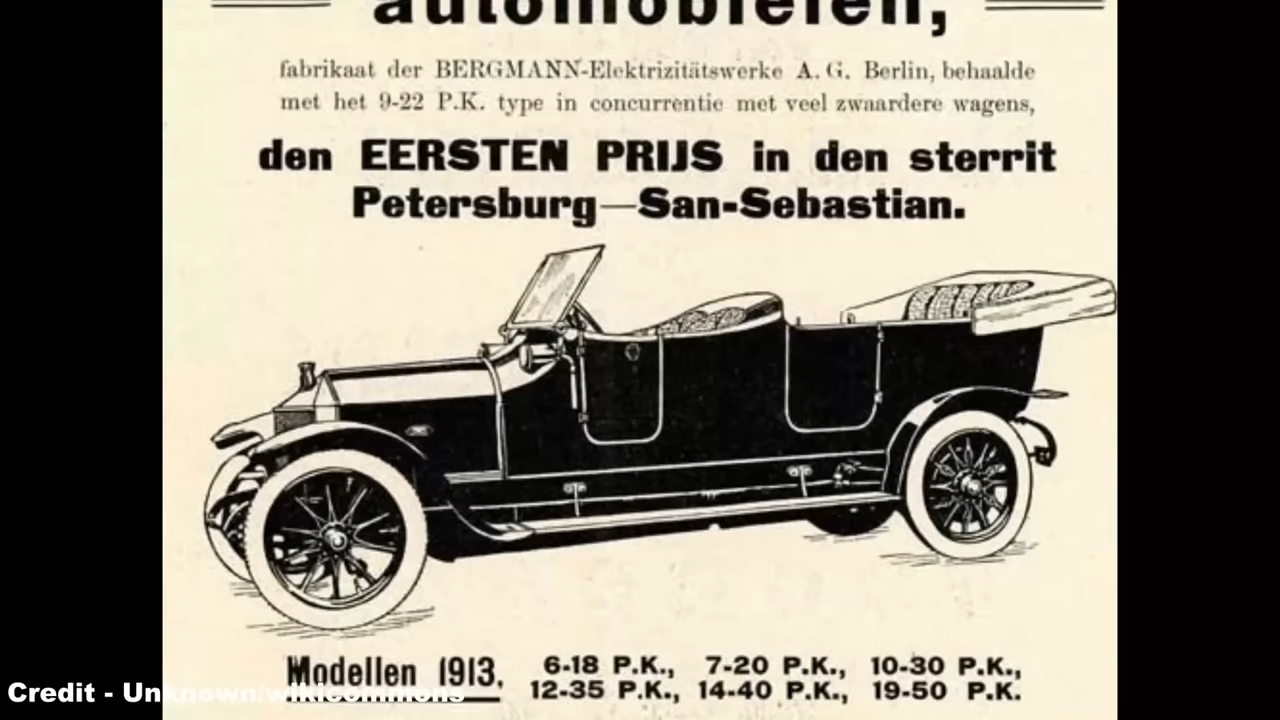 automobielen,
fabrikaat der BERGMANN-Elektrizitätswerke A. G. Berlin, behaalde
met het 9-22 P.K. type in concurrentie met veel zwaardere wagens,
den EERSTEN PRIJS in den sterrit
Petersburg—San-Sebastian.
Modellen 1913. 6-18 P.K., 7-20 P.K., 10-30 P.K.,
12-35 P.K., 14-40 P.K., 19-50 P.K.
Credit - Unknown/wikicommons